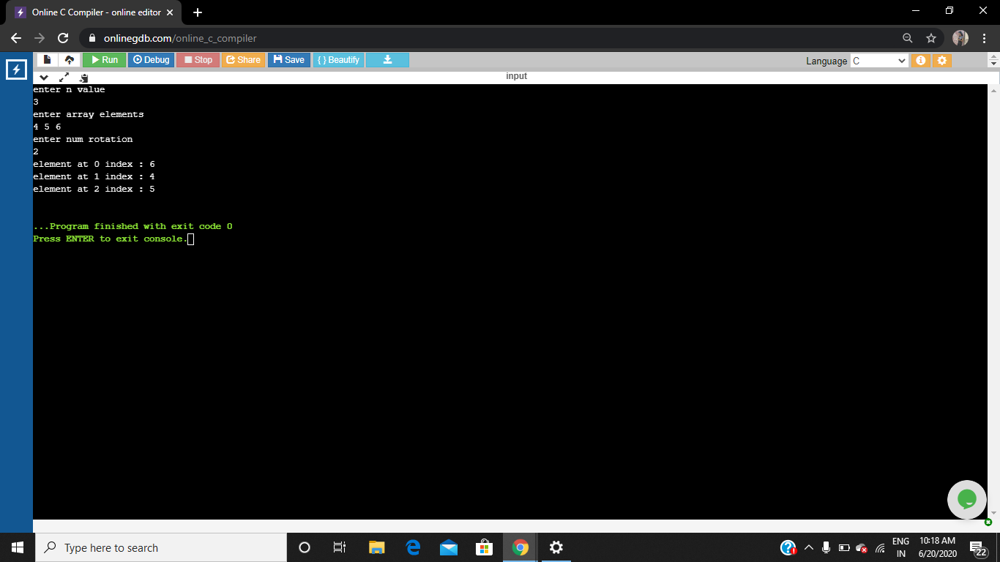 Online C Compiler - online editor
onlinegdb.com/online_c_compiler
Run Debug Stop Share Save { } Beautify Language C
input
enter n value
3
enter array elements
4 5 6
enter num rotation
2
element at 0 index : 6
element at 1 index : 4
element at 2 index : 5
...Program finished with exit code 0
Press ENTER to exit console.
Type here to search
ENG
IN
10:18 AM
6/20/2020
22